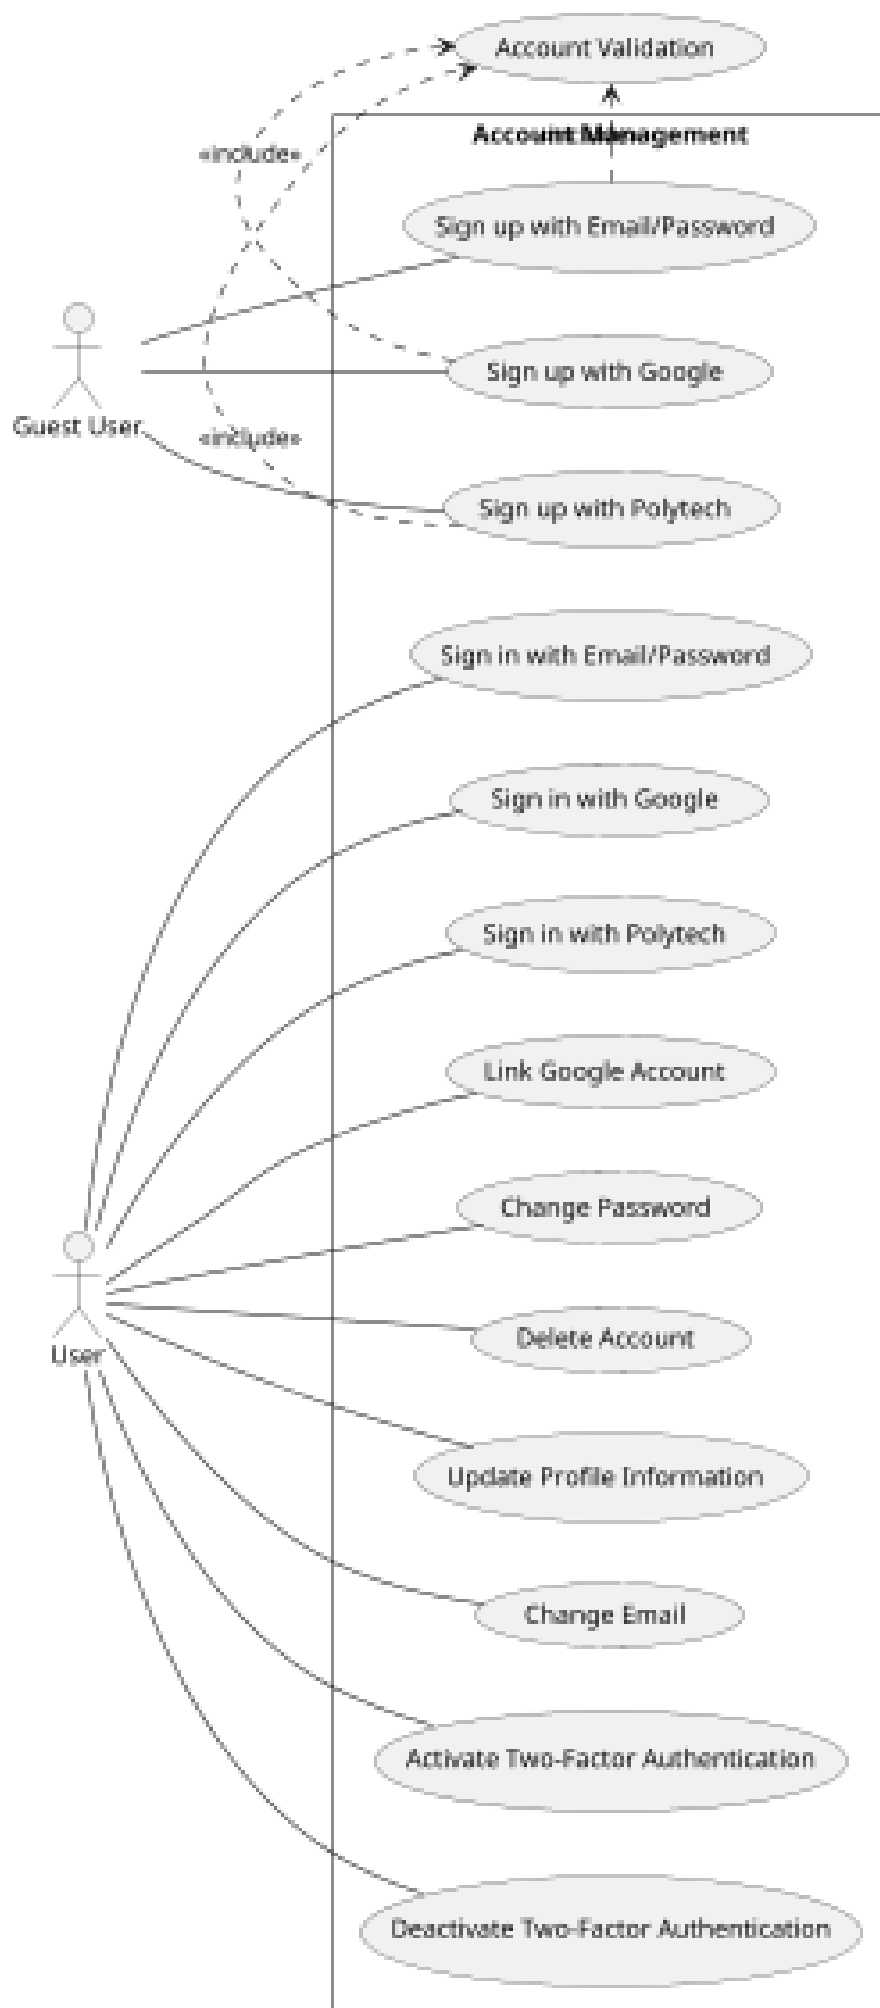 Account Validation
Account Management
«include»
Sign up with Email/Password
Sign up with Google
Guest User
«include»
Sign up with Polytech
Sign in with Email/Password
Sign in with Google
Sign in with Polytech
Link Google Account
Change Password
Delete Account
User
Update Profile Information
Change Email
Activate Two-Factor Authentication
Deactivate Two-Factor Authentication